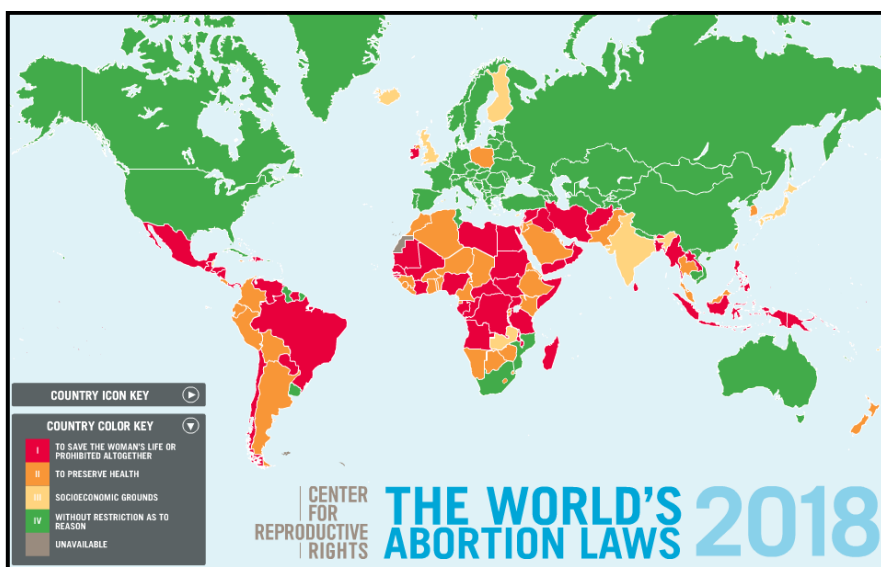 COUNTRY ICON KEY
COUNTRY COLOR KEY
I TO SAVE THE WOMAN'S LIFE OR
PROHIBITED ALTOGETHER
II TO PRESERVE HEALTH
III SOCIOECONOMIC GROUNDS
IV WITHOUT RESTRICTION AS TO
REASON
UNAVAILABLE
CENTER
FOR
REPRODUCTIVE
RIGHTS
THE WORLD'S
ABORTION LAWS
2018